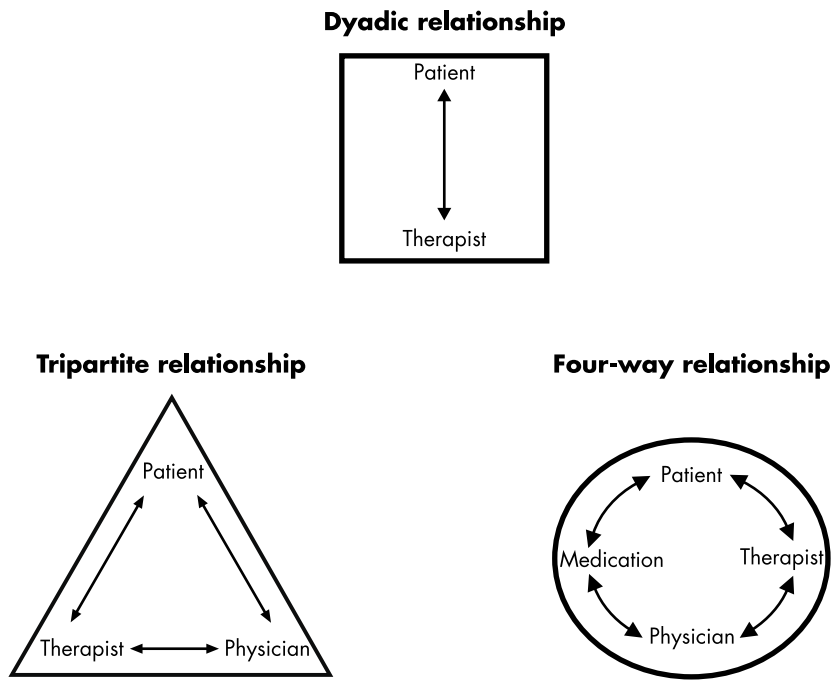 Dyadic relationship
Patient
Therapist
Tripartite relationship
Patient
Therapist
Physician
Four-way relationship
Patient
Medication
Therapist
Physician